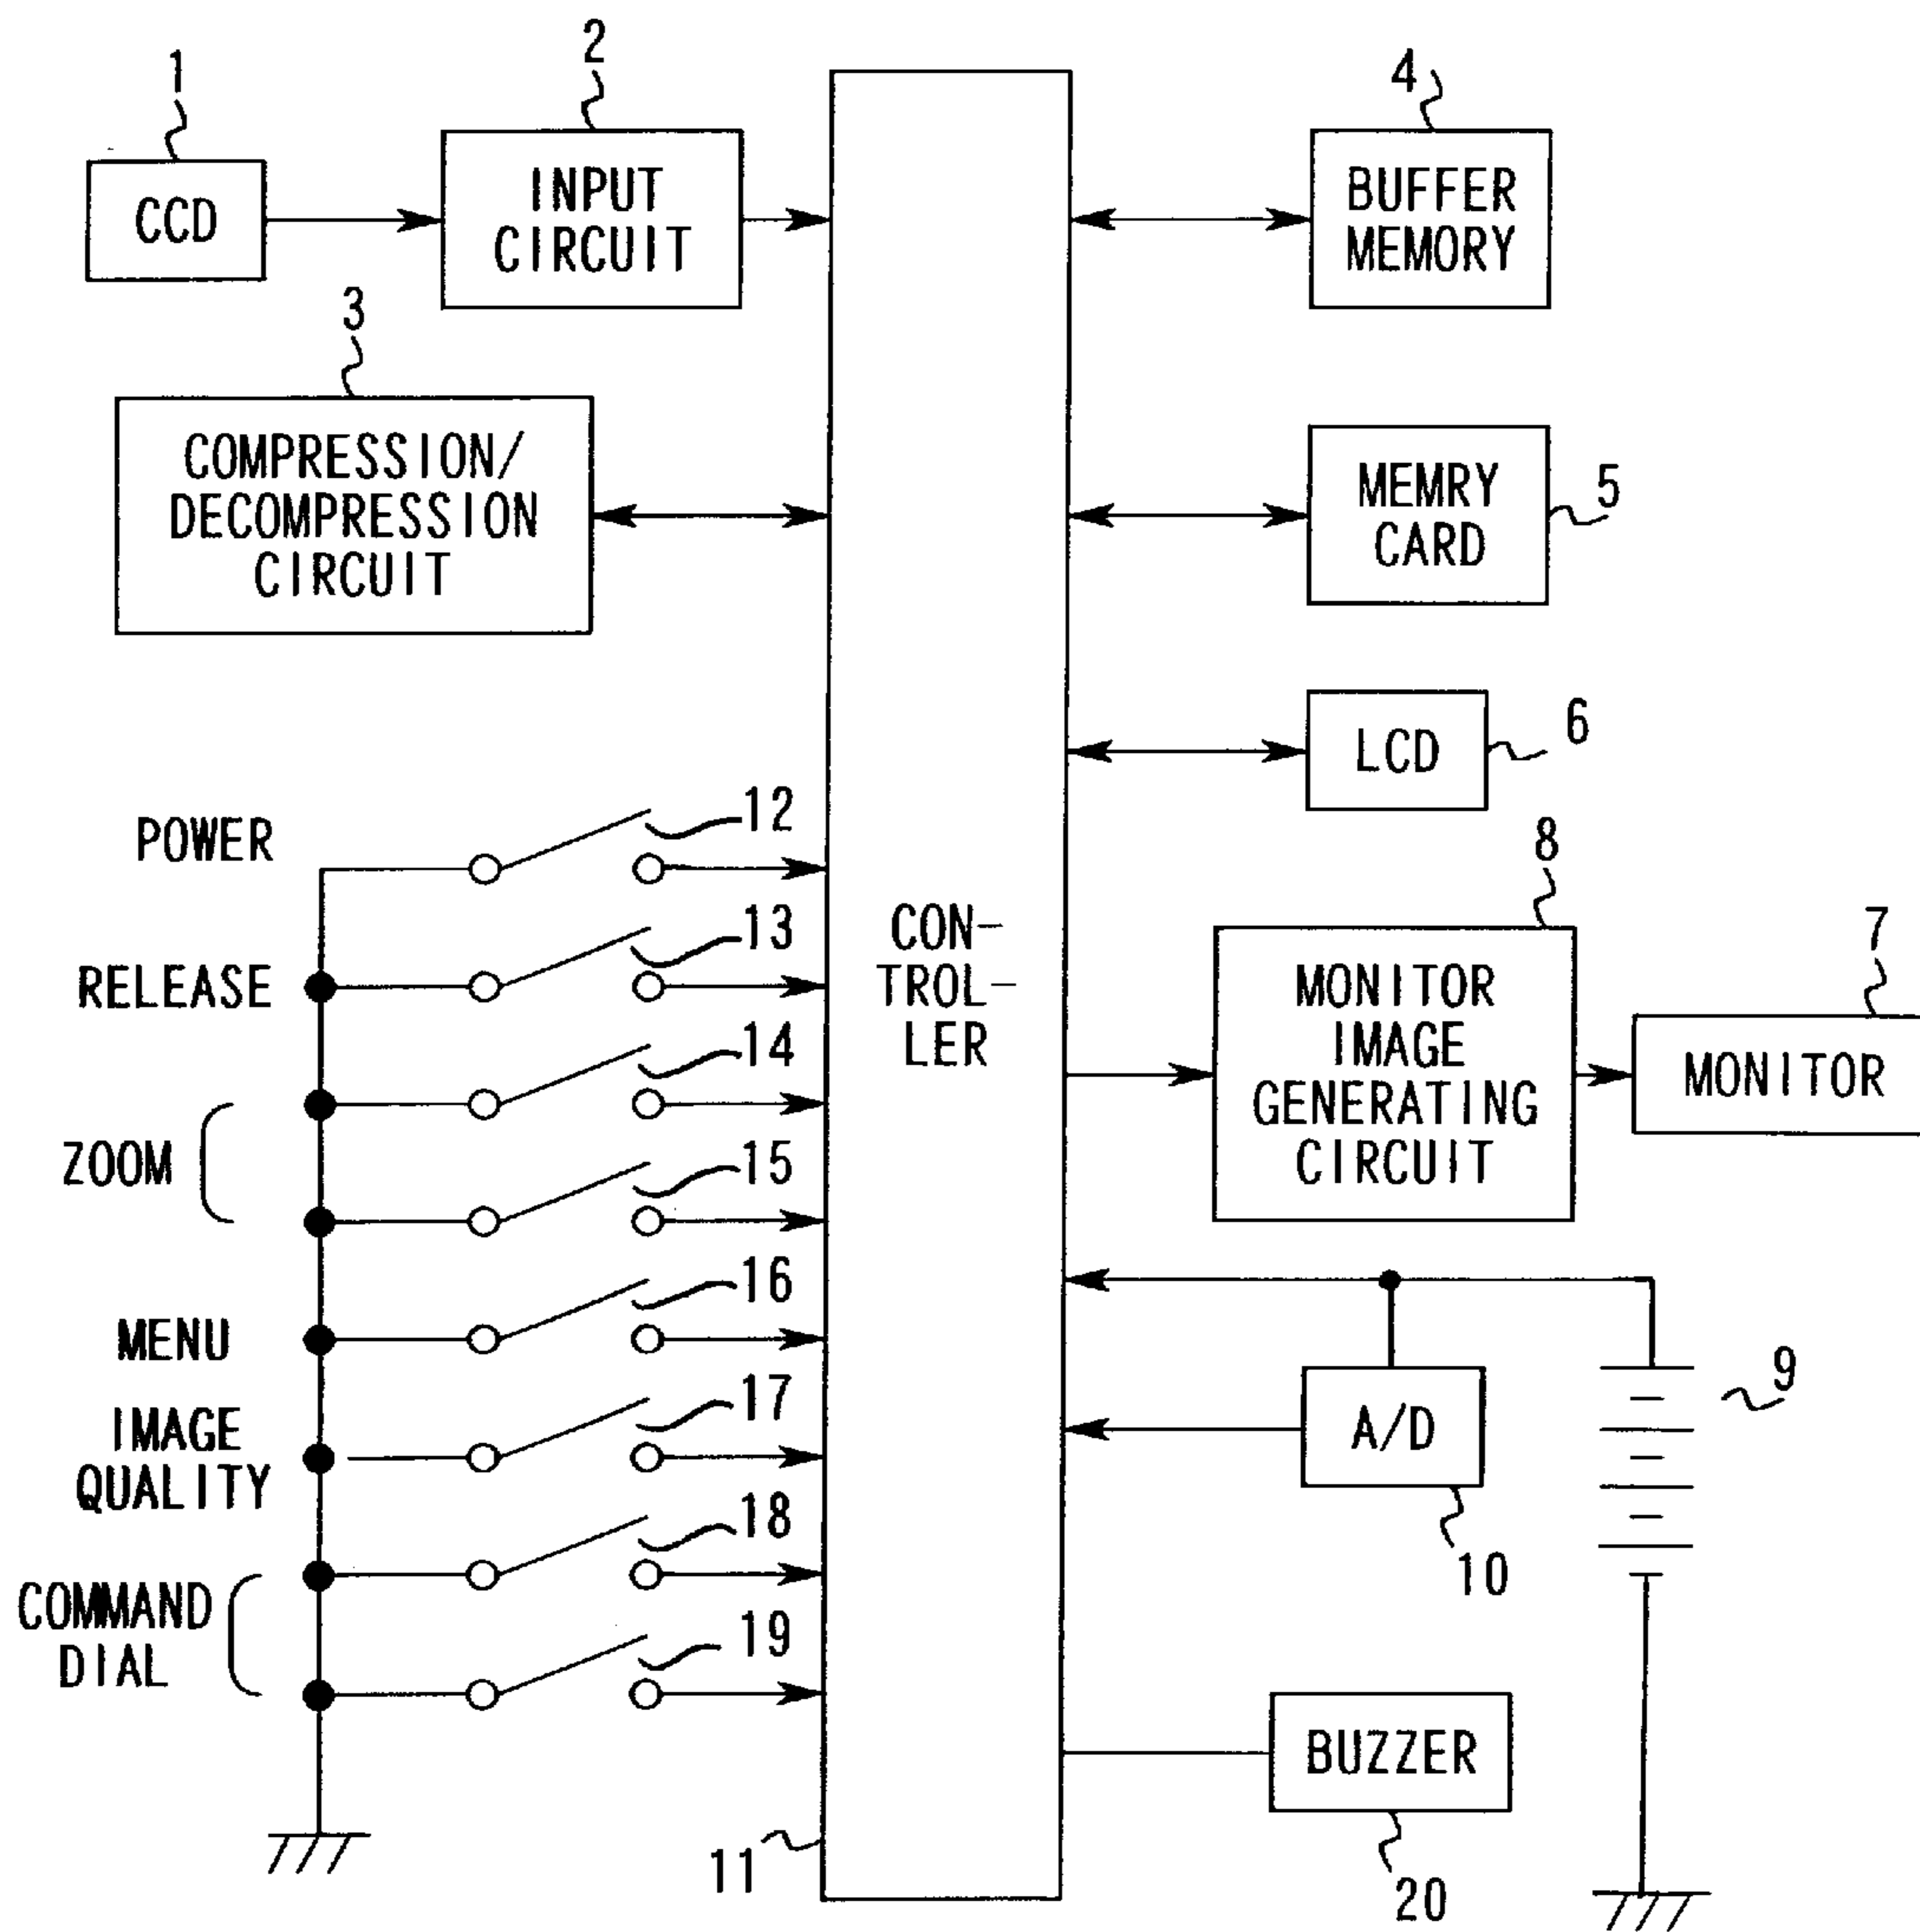 1
2
4
CCD
INPUT
CIRCUIT
BUFFER
MEMORY
3
COMPRESSION/
DECOMPRESSION
CIRCUIT
MEMRY
CARD
5
LCD
6
POWER
12
8
RELEASE
13
CON-
TROL-
LER
7
MONITOR
IMAGE
GENERATING
CIRCUIT
MONITOR
14
ZOOM
15
MENU
16
IMAGE
QUALITY
17
A/D
9
10
COMMAND
DIAL
18
19
BUZZER
11
20